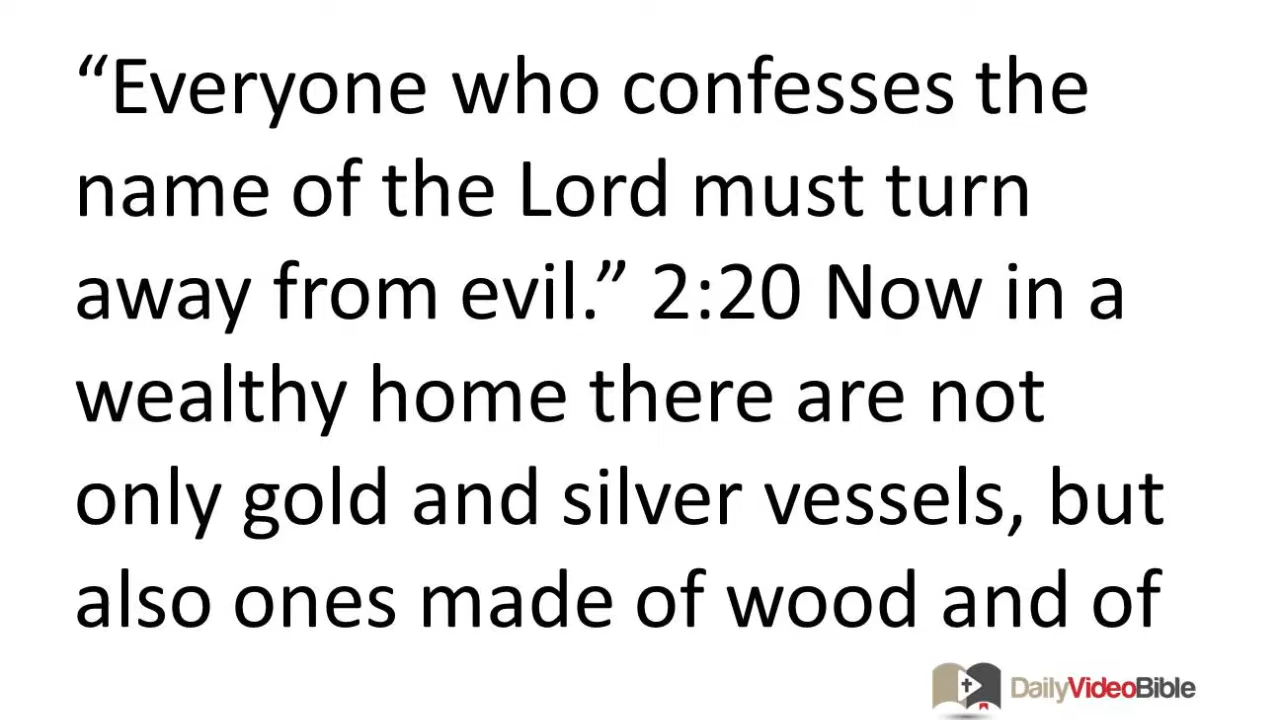 “Everyone who confesses the
name of the Lord must turn
away from evil.” 2:20 Now in a
wealthy home there are not
only gold and silver vessels, but
also ones made of wood and of
DailyVideoBible